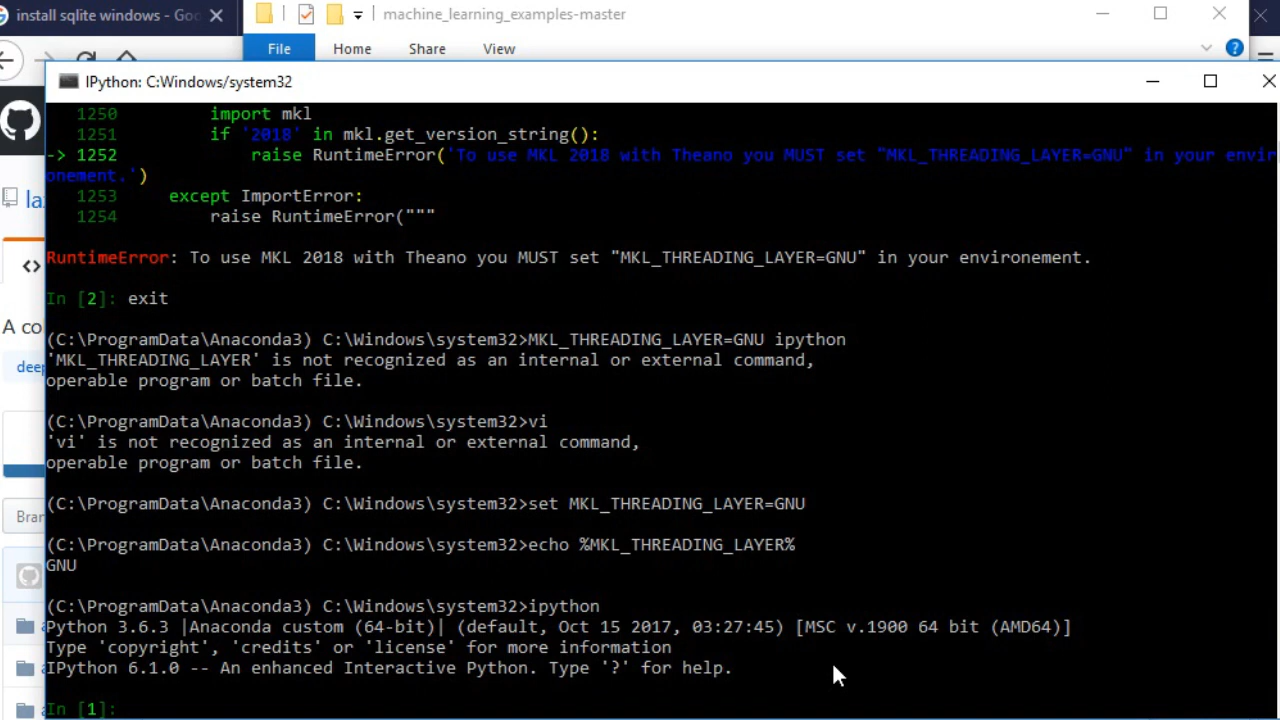 install sqlite windows - Goo
machine_learning_examples-master
File Home Share View
IPython: C:Windows/system32
1250 import mkl
1251 if '2018' in mkl.get_version_string():
-> 1252 raise RuntimeError('To use MKL 2018 with Theano you MUST set "MKL_THREADING_LAYER=GNU" in your envir
onement.')
1253 except ImportError:
1254 raise RuntimeError("""
RuntimeError: To use MKL 2018 with Theano you MUST set "MKL_THREADING_LAYER=GNU" in your environement.
In [2]: exit
(C:\ProgramData\Anaconda3) C:\Windows\system32>MKL_THREADING_LAYER=GNU ipython
'MKL_THREADING_LAYER' is not recognized as an internal or external command,
operable program or batch file.
(C:\ProgramData\Anaconda3) C:\Windows\system32>vi
'vi' is not recognized as an internal or external command,
operable program or batch file.
(C:\ProgramData\Anaconda3) C:\Windows\system32>set MKL_THREADING_LAYER=GNU
(C:\ProgramData\Anaconda3) C:\Windows\system32>echo %MKL_THREADING_LAYER%
GNU
(C:\ProgramData\Anaconda3) C:\Windows\system32>ipython
Python 3.6.3 |Anaconda custom (64-bit)| (default, Oct 15 2017, 03:27:45) [MSC v.1900 64 bit (AMD64)]
Type 'copyright', 'credits' or 'license' for more information
IPython 6.1.0 -- An enhanced Interactive Python. Type '?' for help.
In [1]:
la
<>
A co
deep
Bran